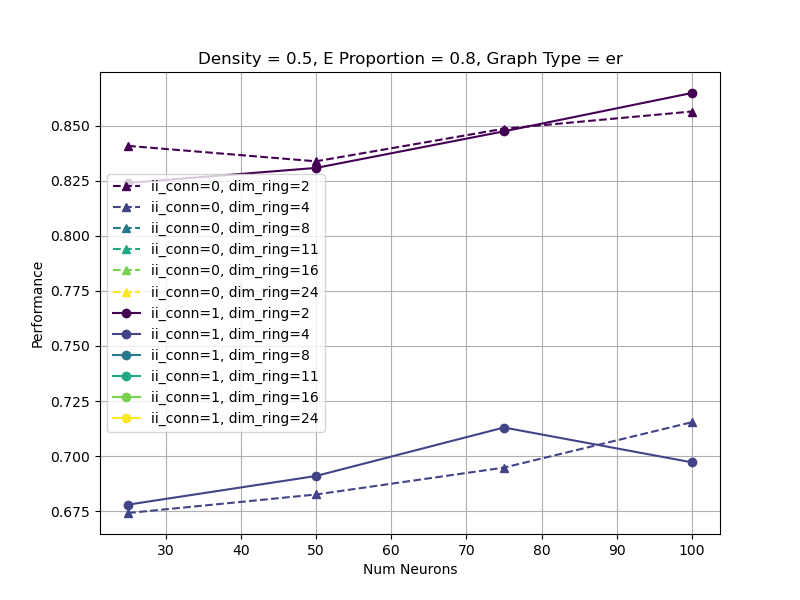 Density = 0.5, E Proportion = 0.8, Graph Type = er
Performance
0.850
0.825
0.800
0.775
0.750
0.725
0.700
0.675
ii_conn=0, dim_ring=2
ii_conn=0, dim_ring=4
ii_conn=0, dim_ring=8
ii_conn=0, dim_ring=11
ii_conn=0, dim_ring=16
ii_conn=0, dim_ring=24
ii_conn=1, dim_ring=2
ii_conn=1, dim_ring=4
ii_conn=1, dim_ring=8
ii_conn=1, dim_ring=11
ii_conn=1, dim_ring=16
ii_conn=1, dim_ring=24
30 40 50 60 70 80 90 100
Num Neurons